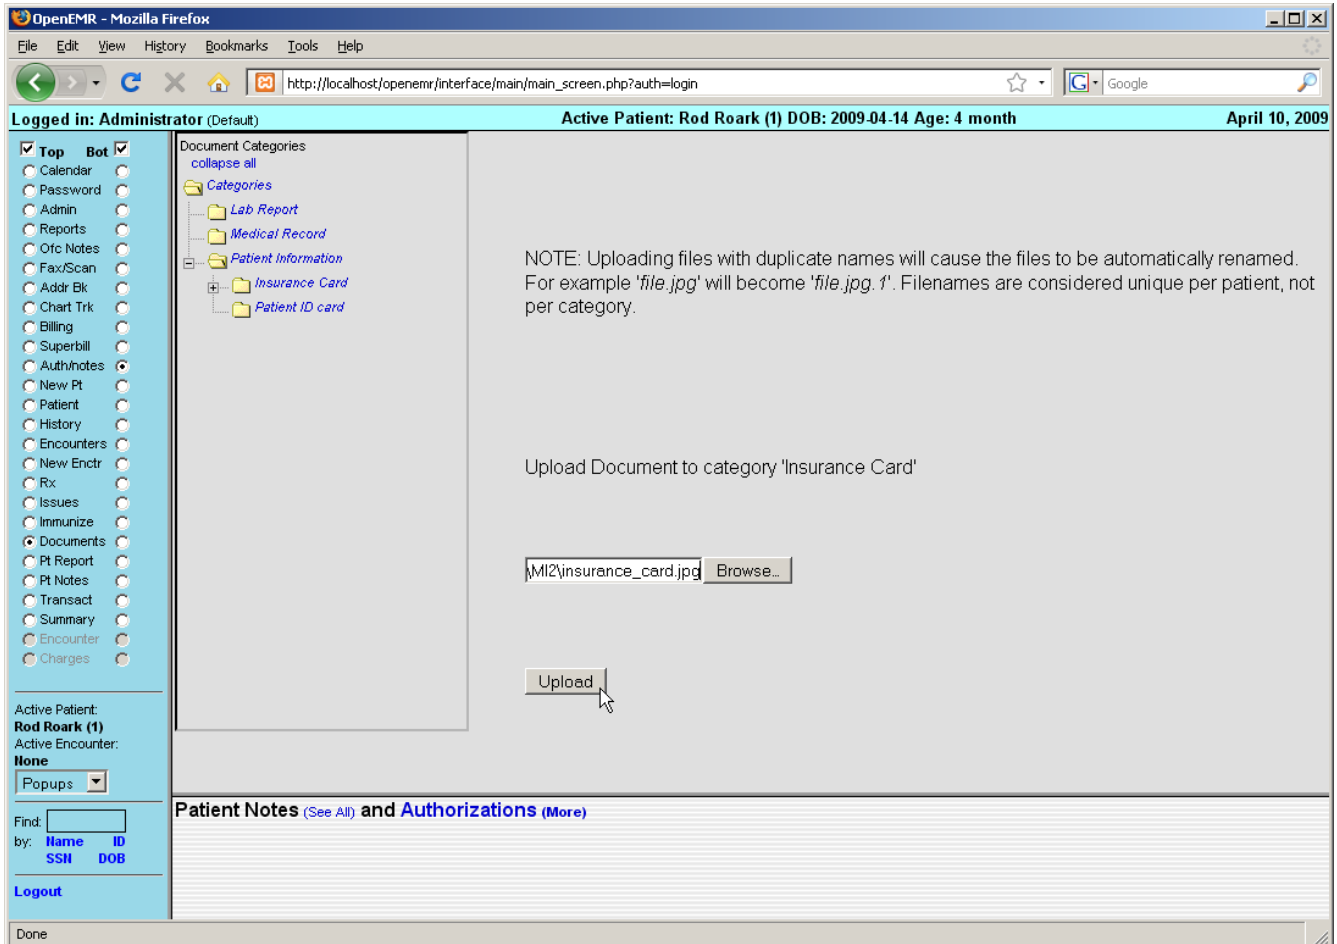 OpenEMR - Mozilla Firefox
File Edit View History Bookmarks Tools Help
http://localhost/openemr/interface/main/main_screen.php?auth=login
G Google
Logged in: Administrator (Default)
Active Patient: Rod Roark (1) DOB: 2009-04-14 Age: 4 month
April 10, 2009
Top Bot
Calendar
Password
Admin
Reports
Ofc Notes
Fax/Scan
Addr Bk
Chart Trk
Billing
Superbill
Auth/notes
New Pt
Patient
History
Encounters
New Enctr
Rx
Issues
Immunize
Documents
Pt Report
Pt Notes
Transact
Summary
Encounter
Charges
Active Patient:
Rod Roark (1)
Active Encounter:
None
Popups
Find:
by: Name ID
SSN DOB
Logout
Document Categories
collapse all
Categories
Lab Report
Medical Record
Patient Information
Insurance Card
Patient ID card
NOTE: Uploading files with duplicate names will cause the files to be automatically renamed.
For example 'file.jpg' will become 'file.jpg.1'. Filenames are considered unique per patient, not
per category.
Upload Document to category 'Insurance Card'
\MI2\insurance_card.jpg Browse...
Upload
Patient Notes (See All) and Authorizations (More)
Done